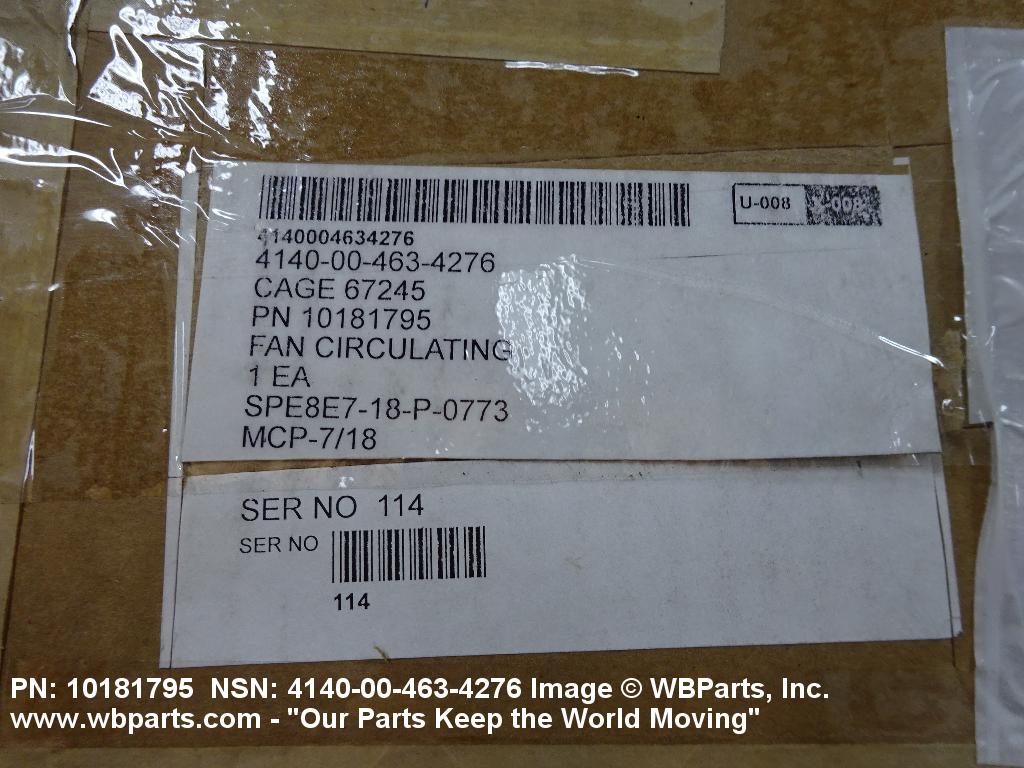 U-008
U-008
4140004634276
4140-00-463-4276
CAGE 67245
PN 10181795
FAN CIRCULATING
1 EA
SPE8E7-18-P-0773
MCP-7/18
SER NO 114
SER NO
114
PN: 10181795 NSN: 4140-00-463-4276 Image © WBParts, Inc.
www.wbparts.com - "Our Parts Keep the World Moving"